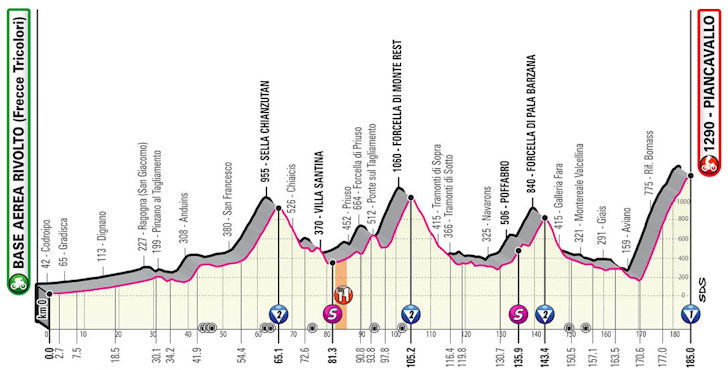 BASE AEREA RIVOLTO (Frecce Tricolori)
42 - Codroipo
65 - Gradisca
113 - Dignano
227 - Ragogna (San Giacomo)
199 - Pinzano al Tagliamento
308 - Anduins
380 - San Francesco
955 - SELLA CHIANZUTAN
526 - Chiaicis
370 - VILLA SANTINA
452 - Priuso
664 - Forcella di Priuso
512 - Ponte sul Tagliamento
1060 - FORCELLA DI MONTE REST
415 - Tramonti di Sopra
366 - Tramonti di Sotto
325 - Navarons
506 - POFFABRO
840 - FORCELLA DI PALA BARZANA
415 - Galleria Fara
321 - Montereale Valcellina
291 - Giais
159 - Aviano
775 - Rif. Bornass
1290 - PIANCAVALLO
1000
800
600
400
200
0
SDS
km 0
2 S 2 S 2 1
0 10 20 30 40 50 60 70 80 90 100 110 120 130 140 150 160 170 180
0.0 2.7 7.5 18.5 30.1 34.2 41.9 54.4 65.1 72.6 81.3 90.8 93.8 97.8 105.2 116.4 119.8 130.7 135.9 143.4 150.5 157.1 163.5 170.6 177.0 185.0